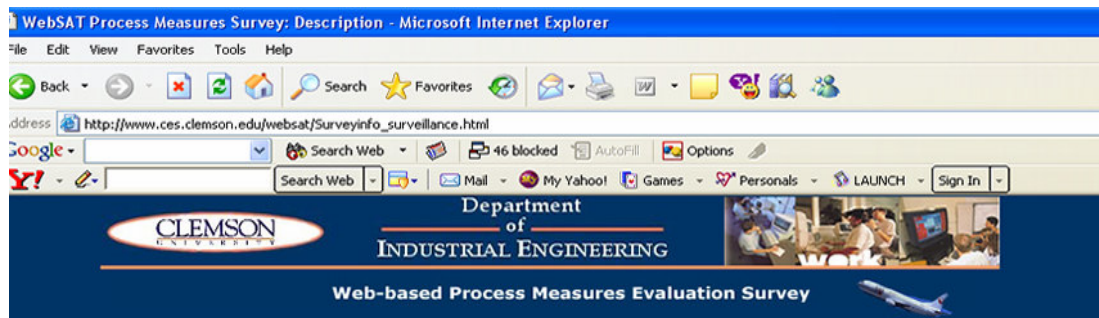 WebSAT Process Measures Survey: Description - Microsoft Internet Explorer
File Edit View Favorites Tools Help
Back Search Favorites W
Address http://www.ces.clemson.edu/websat/Surveyinfo_surveillance.html
Google Search Web 46 blocked AutoFill Options
Y! Search Web Mail My Yahoo! Games Personals LAUNCH Sign In
CLEMSON
UNIVERSITY
Department
of
INDUSTRIAL ENGINEERING
work
Web-based Process Measures Evaluation Survey